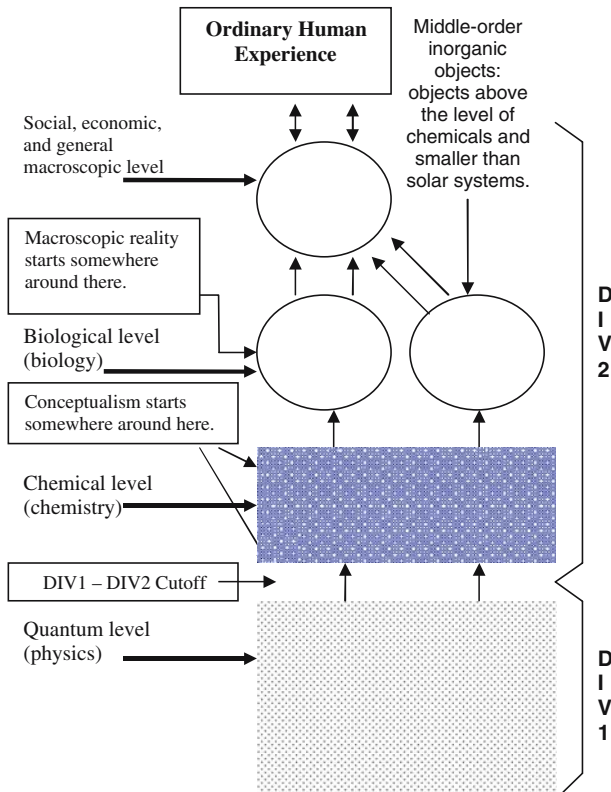 Ordinary Human
Experience
Middle-order
inorganic
objects:
objects above
the level of
chemicals and
smaller than
solar systems.
Social, economic,
and general
macroscopic level
Macroscopic reality
starts somewhere
around there.
Biological level
(biology)
Conceptualism starts
somewhere around here.
Chemical level
(chemistry)
DIV1 – DIV2 Cutoff
Quantum level
(physics)
D
I
V
2
D
I
V
1